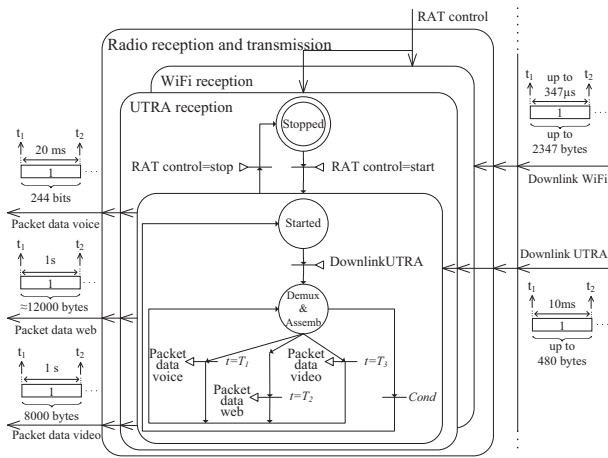 RAT control
Radio reception and transmission
WiFi reception
UTRA reception
Stopped
RAT control=stop
RAT control=start
Started
DownlinkUTRA
Demux
&
Assemb
Packet
data
voice
t=T1
Packet
data
web
t=T2
Packet
data
video
t=T3
Cond
t1
t2
20 ms
1
...
244 bits
Packet data voice
t1
t2
1s
1
...
≈12000 bytes
Packet data web
t1
t2
1 s
1
...
8000 bytes
Packet data video
t1
up to
347µs
t2
1
...
up to
2347 bytes
Downlink WiFi
Downlink UTRA
t1
t2
10ms
1
...
up to
480 bytes